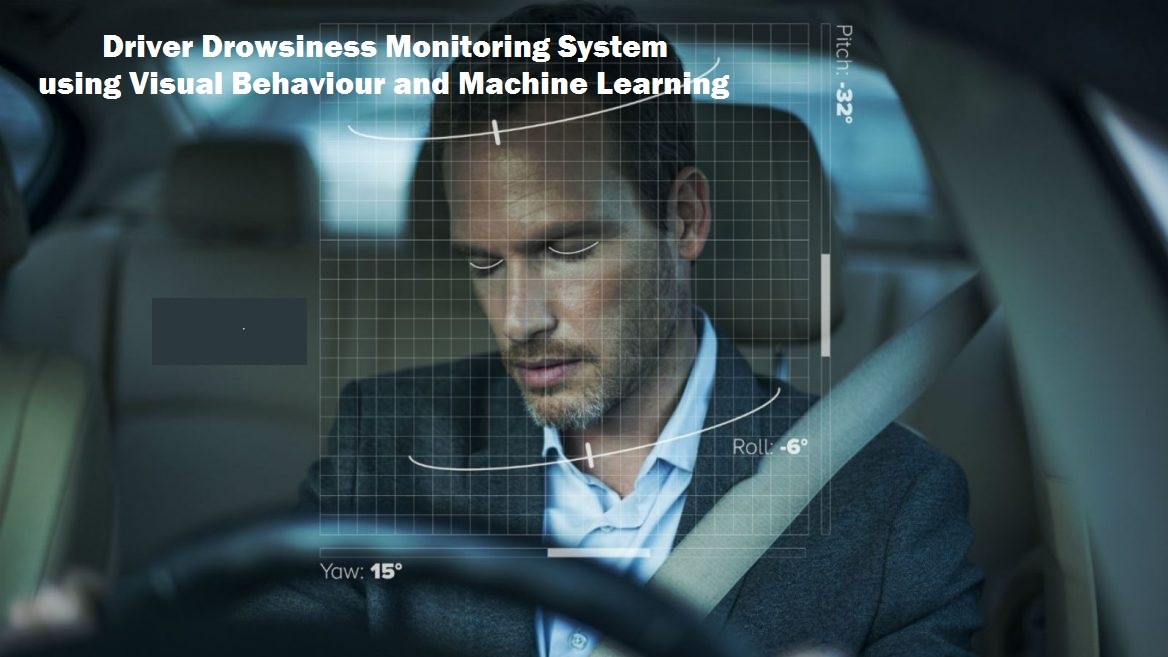 Driver Drowsiness Monitoring System
using Visual Behaviour and Machine Learning
Pitch: -32°
Roll: -6°
Yaw: 15°